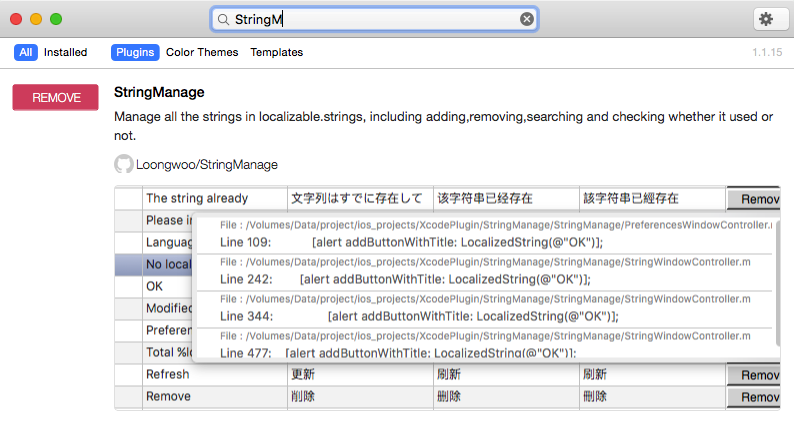 StringM
All Installed Plugins Color Themes Templates 1.1.15
REMOVE
StringManage
Manage all the strings in localizable.strings, including adding,removing,searching and checking whether it used or
not.
Loongwoo/StringManage
The string already 文字列はすでに存在して 该字符串已经存在 該字符串已經存在 Remov
Please
File : /Volumes/Data/project/ios_projects/XcodePlugin/StringManage/StringManage/PreferencesWindowController.
Languag
Line 109: [alert addButtonWithTitle: LocalizedString(@"OK")];
No local
File : /Volumes/Data/project/ios_projects/XcodePlugin/StringManage/StringManage/StringWindowController.m
OK
Line 242: [alert addButtonWithTitle: LocalizedString(@"OK")];
Modified
File : /Volumes/Data/project/ios_projects/XcodePlugin/StringManage/StringManage/StringWindowController.m
Line 344: [alert addButtonWithTitle: LocalizedString(@"OK")];
Preferen
File : /Volumes/Data/project/ios_projects/XcodePlugin/StringManage/StringManage/StringWindowController.m
Total
Line 477: [alert addButtonWithTitle: LocalizedString(@"OK")];
Refresh 更新 刷新 刷新 Remov
Remove 削除 删除 刪除 Remov